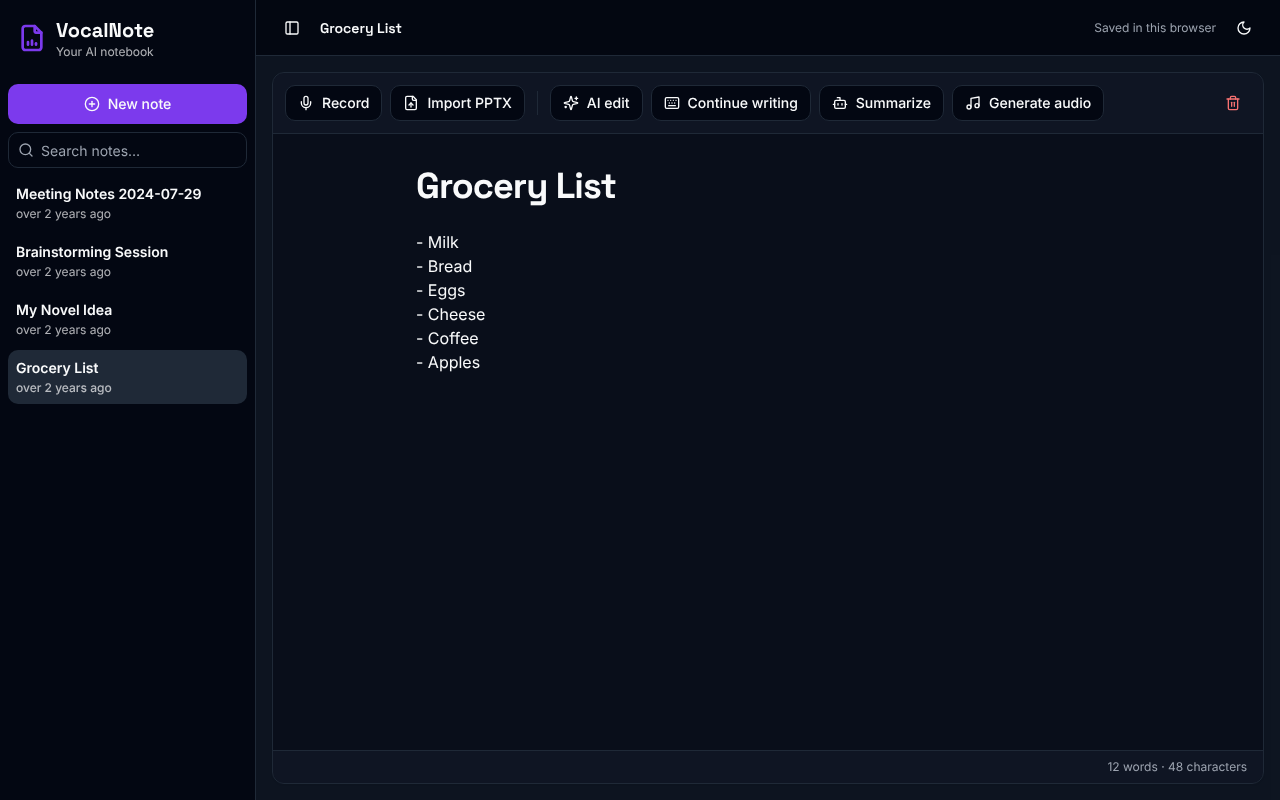 VocalNote
Your AI notebook
New note
Search notes...
Meeting Notes 2024-07-29
over 2 years ago
Brainstorming Session
over 2 years ago
My Novel Idea
over 2 years ago
Grocery List
over 2 years ago
Grocery List
Saved in this browser
Record
Import PPTX
AI edit
Continue writing
Summarize
Generate audio
Grocery List
- Milk
- Bread
- Eggs
- Cheese
- Coffee
- Apples
12 words · 48 characters